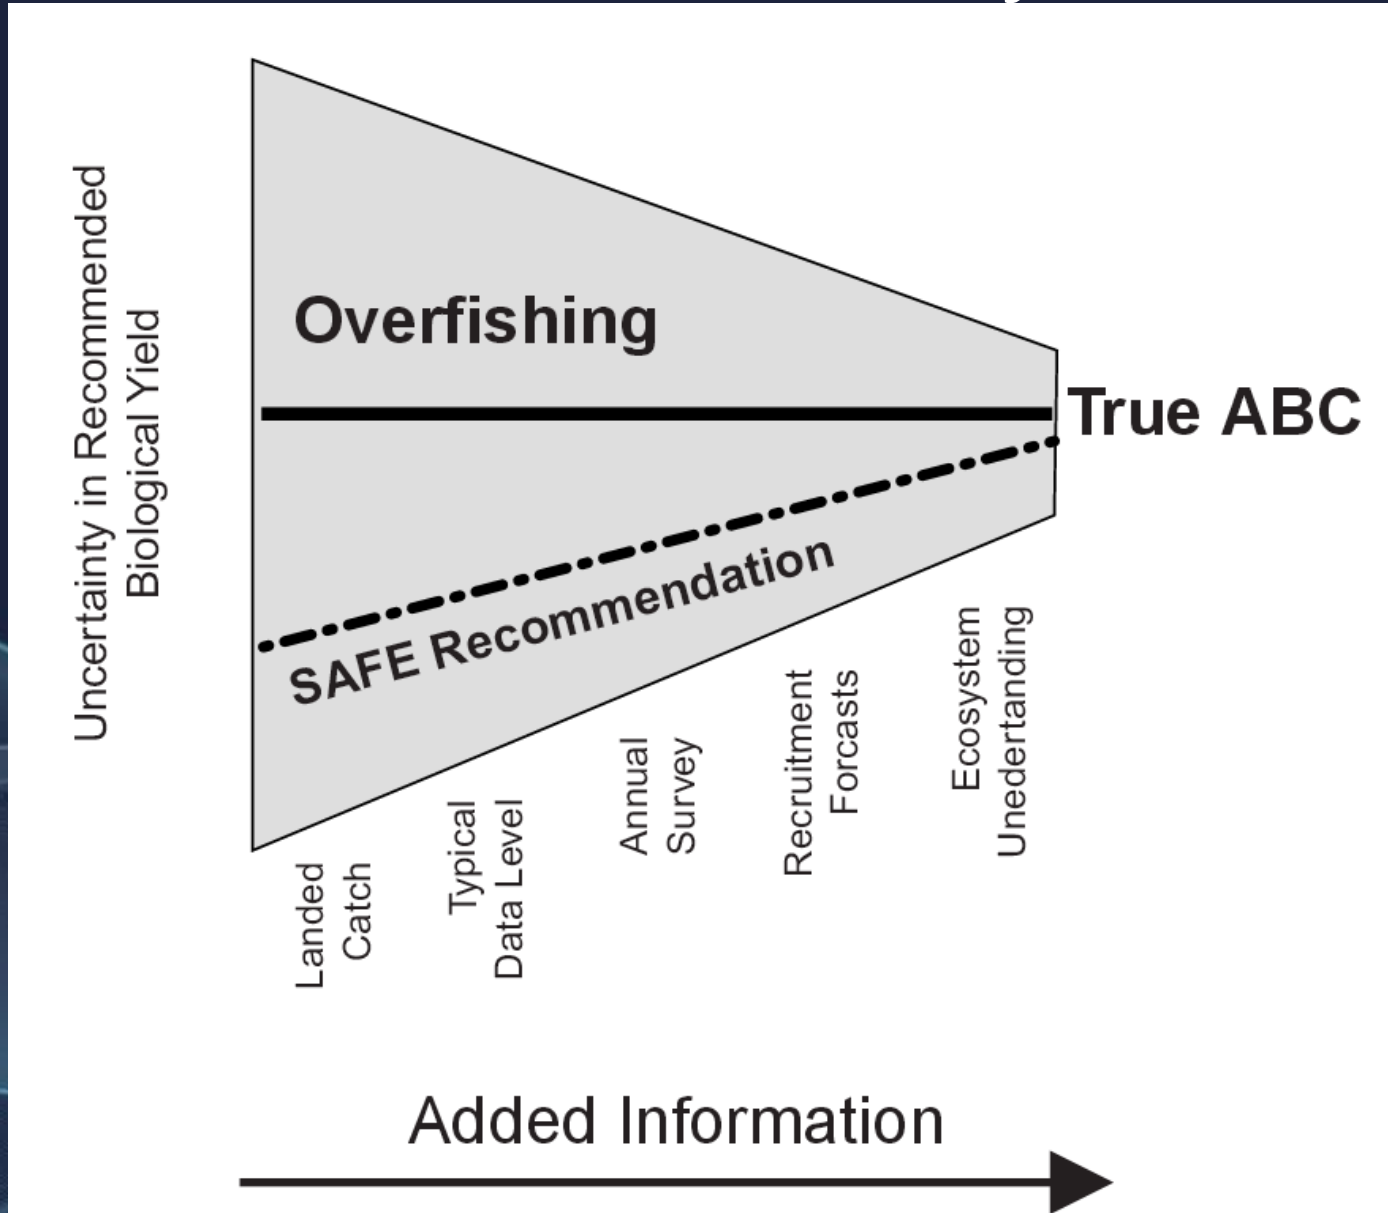 Uncertainty in Recommended
Biological Yield
Overfishing
True ABC
SAFE Recommendation
Landed
Catch
Typical
Data Level
Annual
Survey
Recruitment
Forcasts
Ecosystem
Unedertanding
Added Information